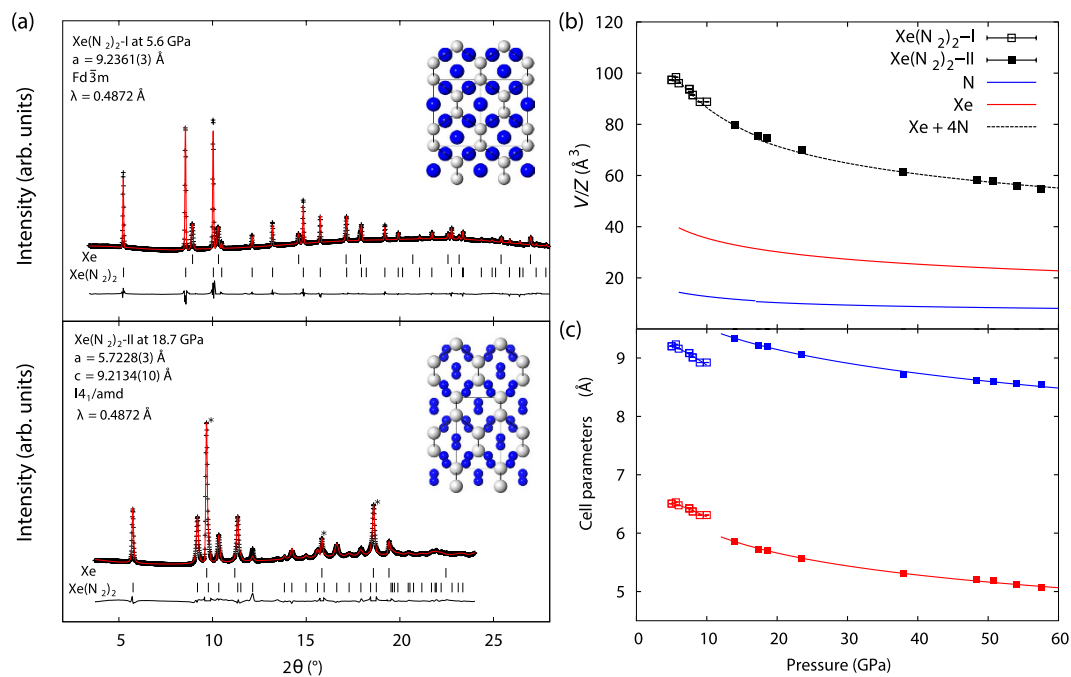 (a)
Intensity (arb. units)
Xe(N 2)2-I at 5.6 GPa
a = 9.2361(3) Å
Fd3̅m
λ = 0.4872 Å
Xe
Xe(N2)2
Intensity (arb. units)
Xe(N2)2-II at 18.7 GPa
a = 5.7228(3) Å
c = 9.2134(10) Å
I41/amd
λ = 0.4872 Å
*
*
*
Xe
Xe(N2)2
5 10 15 20 25
2θ (°)
(b)
V/Z (Å 3)
120
100
80
60
40
20
Xe(N 2)2−I
Xe(N 2)2−II
N
Xe
Xe + 4N
(c)
Cell parameters (Å)
9
8
7
6
5
0 10 20 30 40 50 60
Pressure (GPa)